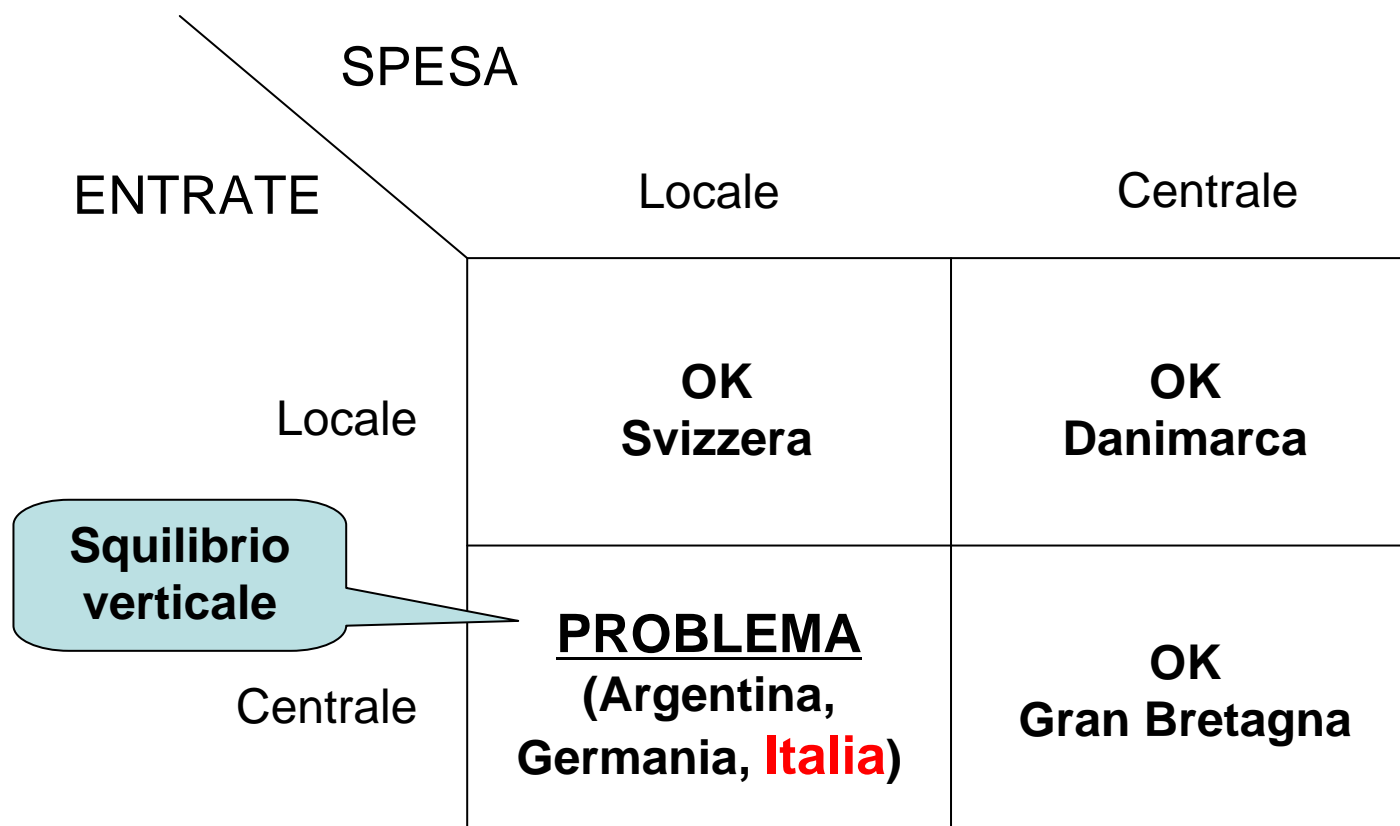 SPESA
ENTRATE
Locale
Centrale
Locale
OK
Svizzera
OK
Danimarca
Squilibrio
verticale
Centrale
PROBLEMA
(Argentina,
Germania, Italia)
OK
Gran Bretagna